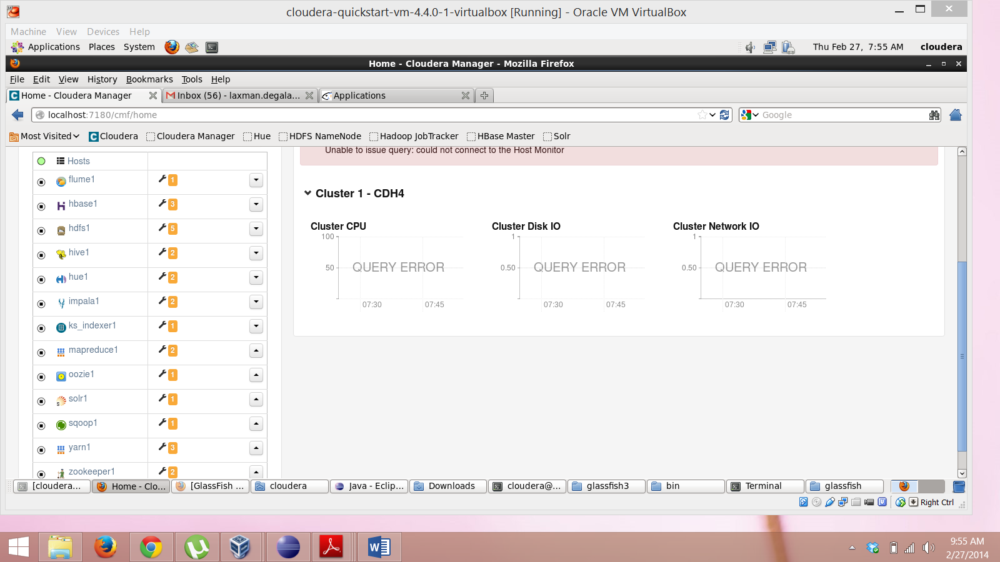 cloudera-quickstart-vm-4.4.0-1-virtualbox [Running] - Oracle VM VirtualBox
Machine View Devices Help
Applications Places System Thu Feb 27, 7:55 AM cloudera
Home - Cloudera Manager - Mozilla Firefox
File Edit View History Bookmarks Tools Help
Home - Cloudera Manager Inbox (56) - laxman.degala... Applications
localhost:7180/cmf/home Google
Most Visited Cloudera Cloudera Manager Hue HDFS NameNode Hadoop JobTracker HBase Master Solr
Unable to issue query: could not connect to the Host Monitor
Hosts
flume1 1
hbase1 3
hdfs1 5
hive1 2
hue1 2
impala1 2
ks_indexer1 1
mapreduce1 2
oozie1 1
solr1 1
sqoop1 1
yarn1 3
zookeeper1 2
Cluster 1 - CDH4
Cluster CPU Cluster Disk IO Cluster Network IO
100 1 1
50 QUERY ERROR 0.50 QUERY ERROR 0.50 QUERY ERROR
07:30 07:45 07:30 07:45 07:30 07:45
[cloudera... Home - Clo... [GlassFish ... cloudera Java - Eclip... Downloads cloudera@... glassfish3 bin Terminal glassfish
Right Ctrl
9:55 AM
2/27/2014